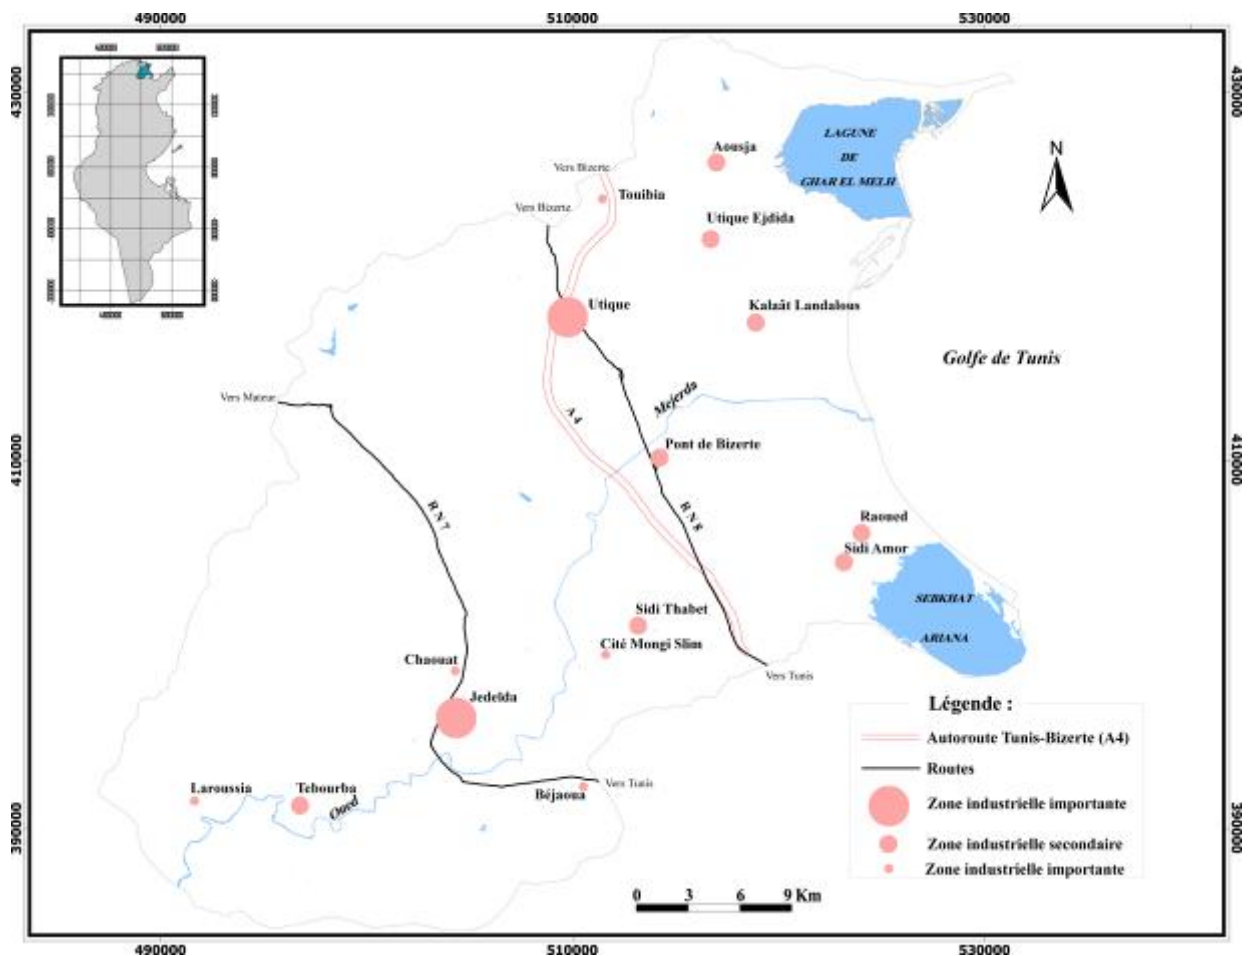 490000
510000
530000
430000
430000
Aousja
LAGUNE
DE
GHAR EL MELH
N
Vers Bizerte
Touibia
Vers Bizerte
Utique Ejdida
Utique
Kalaât Landalous
Golfe de Tunis
Vers Mateur
Mejerda
A4
Pont de Bizerte
410000
410000
RN7
RN8
Raoued
Sidi Amor
SEBKHAT
ARIANA
Sidi Thabet
Cité Mongi Slim
Chaouat
Vers Tunis
Jedeïda
Légende :
Autoroute Tunis-Bizerte (A4)
Routes
Zone industrielle importante
Zone industrielle secondaire
Zone industrielle importante
Laroussia
Tebourba
Oued
Béjaoua
Vers Tunis
390000
390000
0 3 6 9 Km
490000
510000
530000